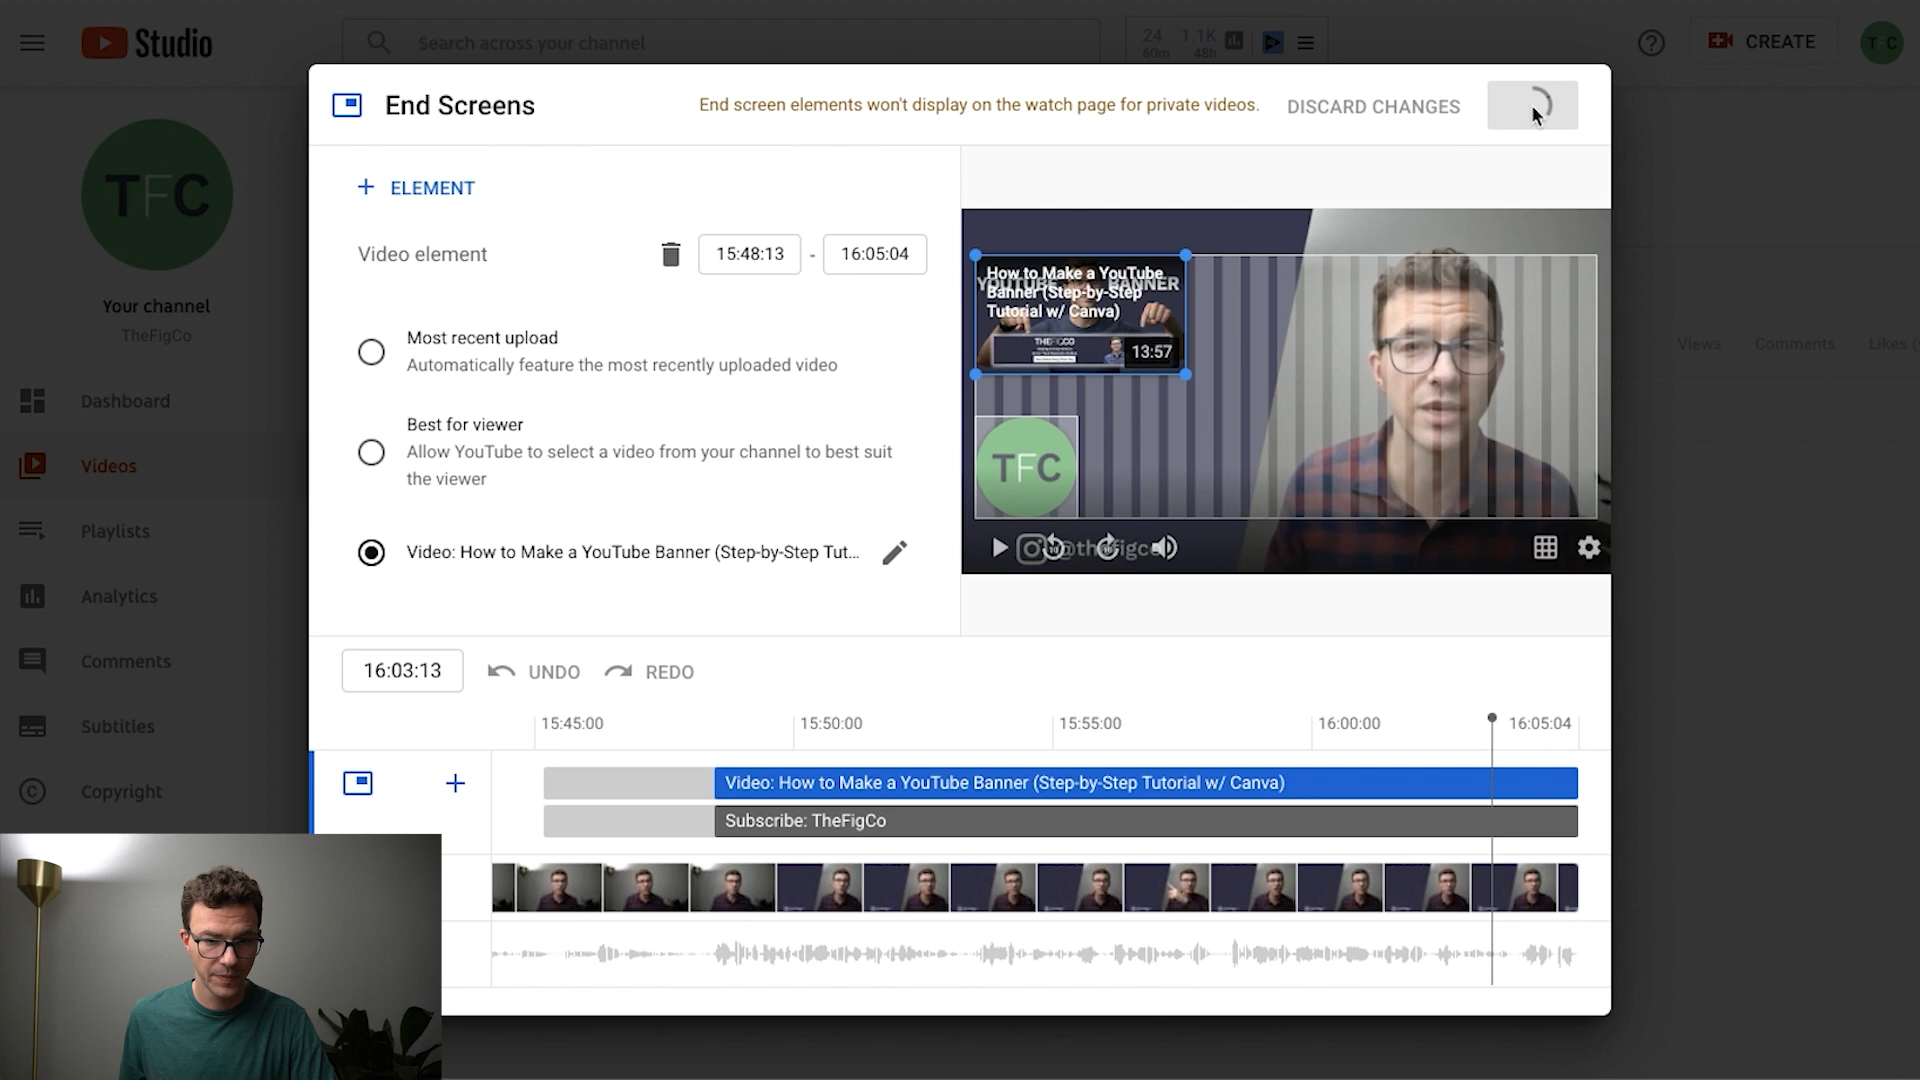 Studio
Search across your channel
24
60m
1.1K
48h
CREATE
TFC
End Screens
End screen elements won't display on the watch page for private videos.
DISCARD CHANGES
ELEMENT
Video element
15:48:13 - 16:05:04
Most recent upload
Automatically feature the most recently uploaded video
Best for viewer
Allow YouTube to select a video from your channel to best suit
the viewer
Video: How to Make a YouTube Banner (Step-by-Step Tut...
YOUTUBE BANNER
How to Make a YouTube
Banner (Step-by-Step
Tutorial w/ Canva)
THEFIGCO
13:57
TFC
@thefigco
TFC
Your channel
TheFigCo
Dashboard
Videos
Playlists
Analytics
Comments
Subtitles
Copyright
Views
Comments
Likes (
16:03:13
UNDO
REDO
15:45:00
15:50:00
15:55:00
16:00:00
16:05:04
Video: How to Make a YouTube Banner (Step-by-Step Tutorial w/ Canva)
Subscribe: TheFigCo